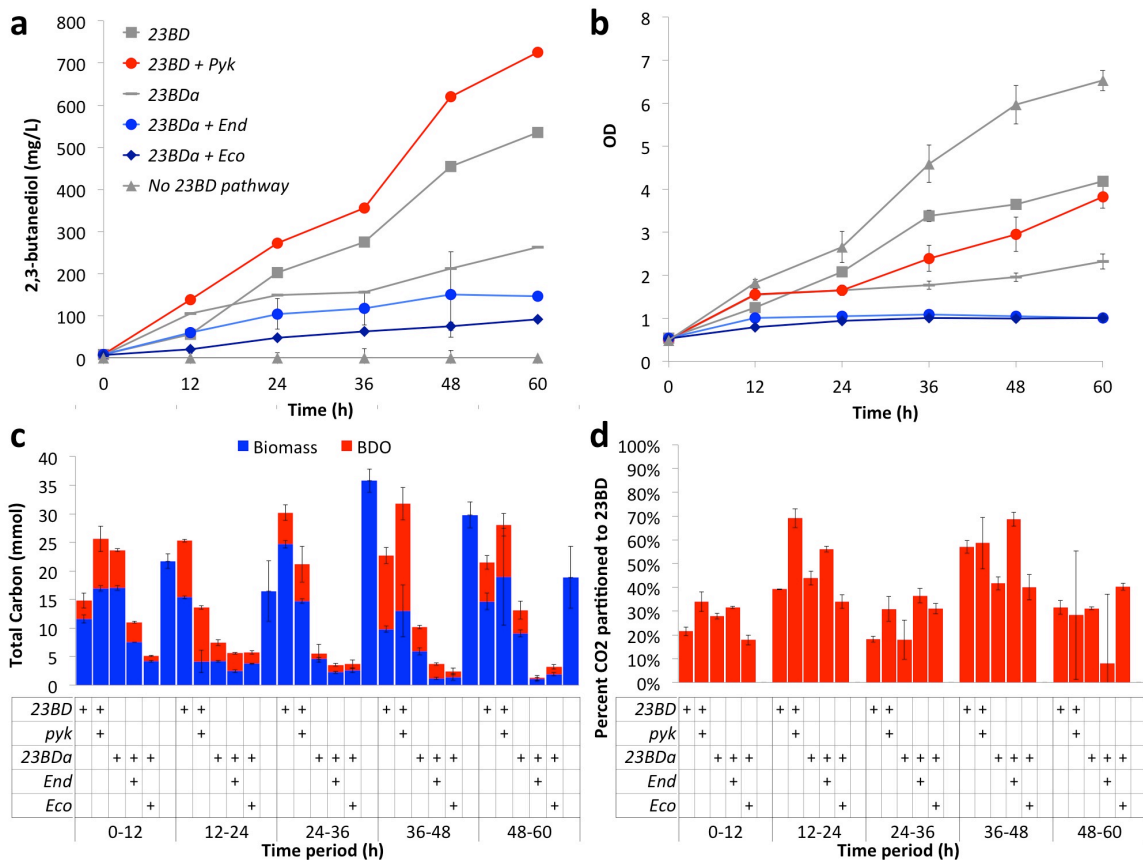 a
2,3-butanediol (mg/L)
800
700
600
500
400
300
200
100
0
23BD
23BD + Pyk
23BDa
23BDa + End
23BDa + Eco
No 23BD pathway
0 12 24 36 48 60
Time (h)
b
OD
8
7
6
5
4
3
2
1
0
0 12 24 36 48 60
Time (h)
c
Biomass BDO
Total Carbon (mmol)
40
35
30
25
20
15
10
5
0
23BD + + + + + + + + + +
pyk + + + + +
23BDa + + + + + + + + + + + + + + +
End + + + + +
Eco + + + + +
0-12 12-24 24-36 36-48 48-60
Time period (h)
d
Percent CO2 partitioned to 23BD
100%
90%
80%
70%
60%
50%
40%
30%
20%
10%
0%
23BD + + + + + + + + + +
pyk + + + + +
23BDa + + + + + + + + + + + + + + +
End + + + + +
Eco + + + + +
0-12 12-24 24-36 36-48 48-60
Time period (h)